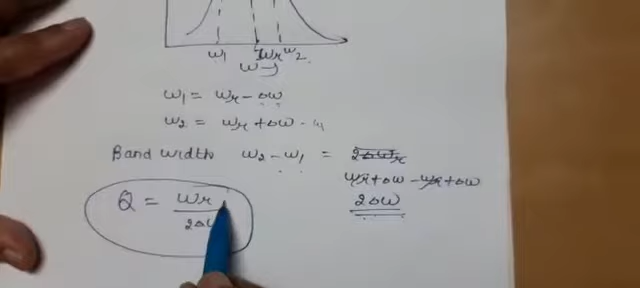 ω₁ ωr ω₂
ω→
ω₁ = ωr - Δω
ω₂ = ωr + Δω
Band width ω₂ - ω₁ =
ωr + Δω - ωr + Δω
2Δω
Q = ωr / 2Δω